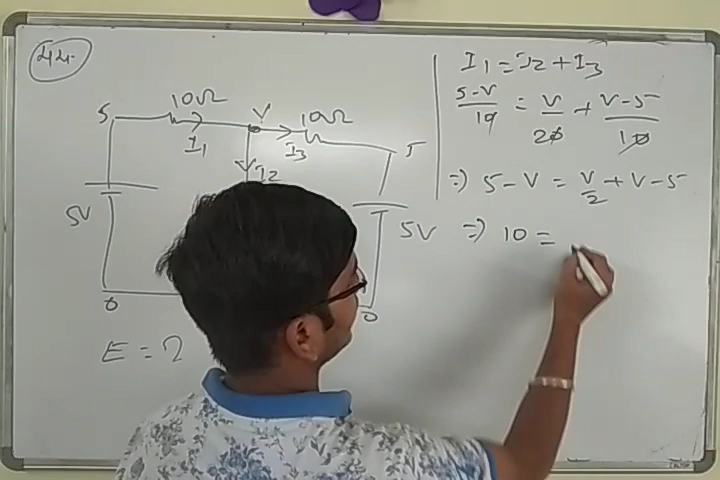 44.
10Ω
10Ω
5
V
5
I1
I3
I2
5V
5V
0
0
E = ?
I1 = I2 + I3
5-V/10 = V/20 + V-5/10
=> 5 - V = V/2 + V - 5
=> 10 =